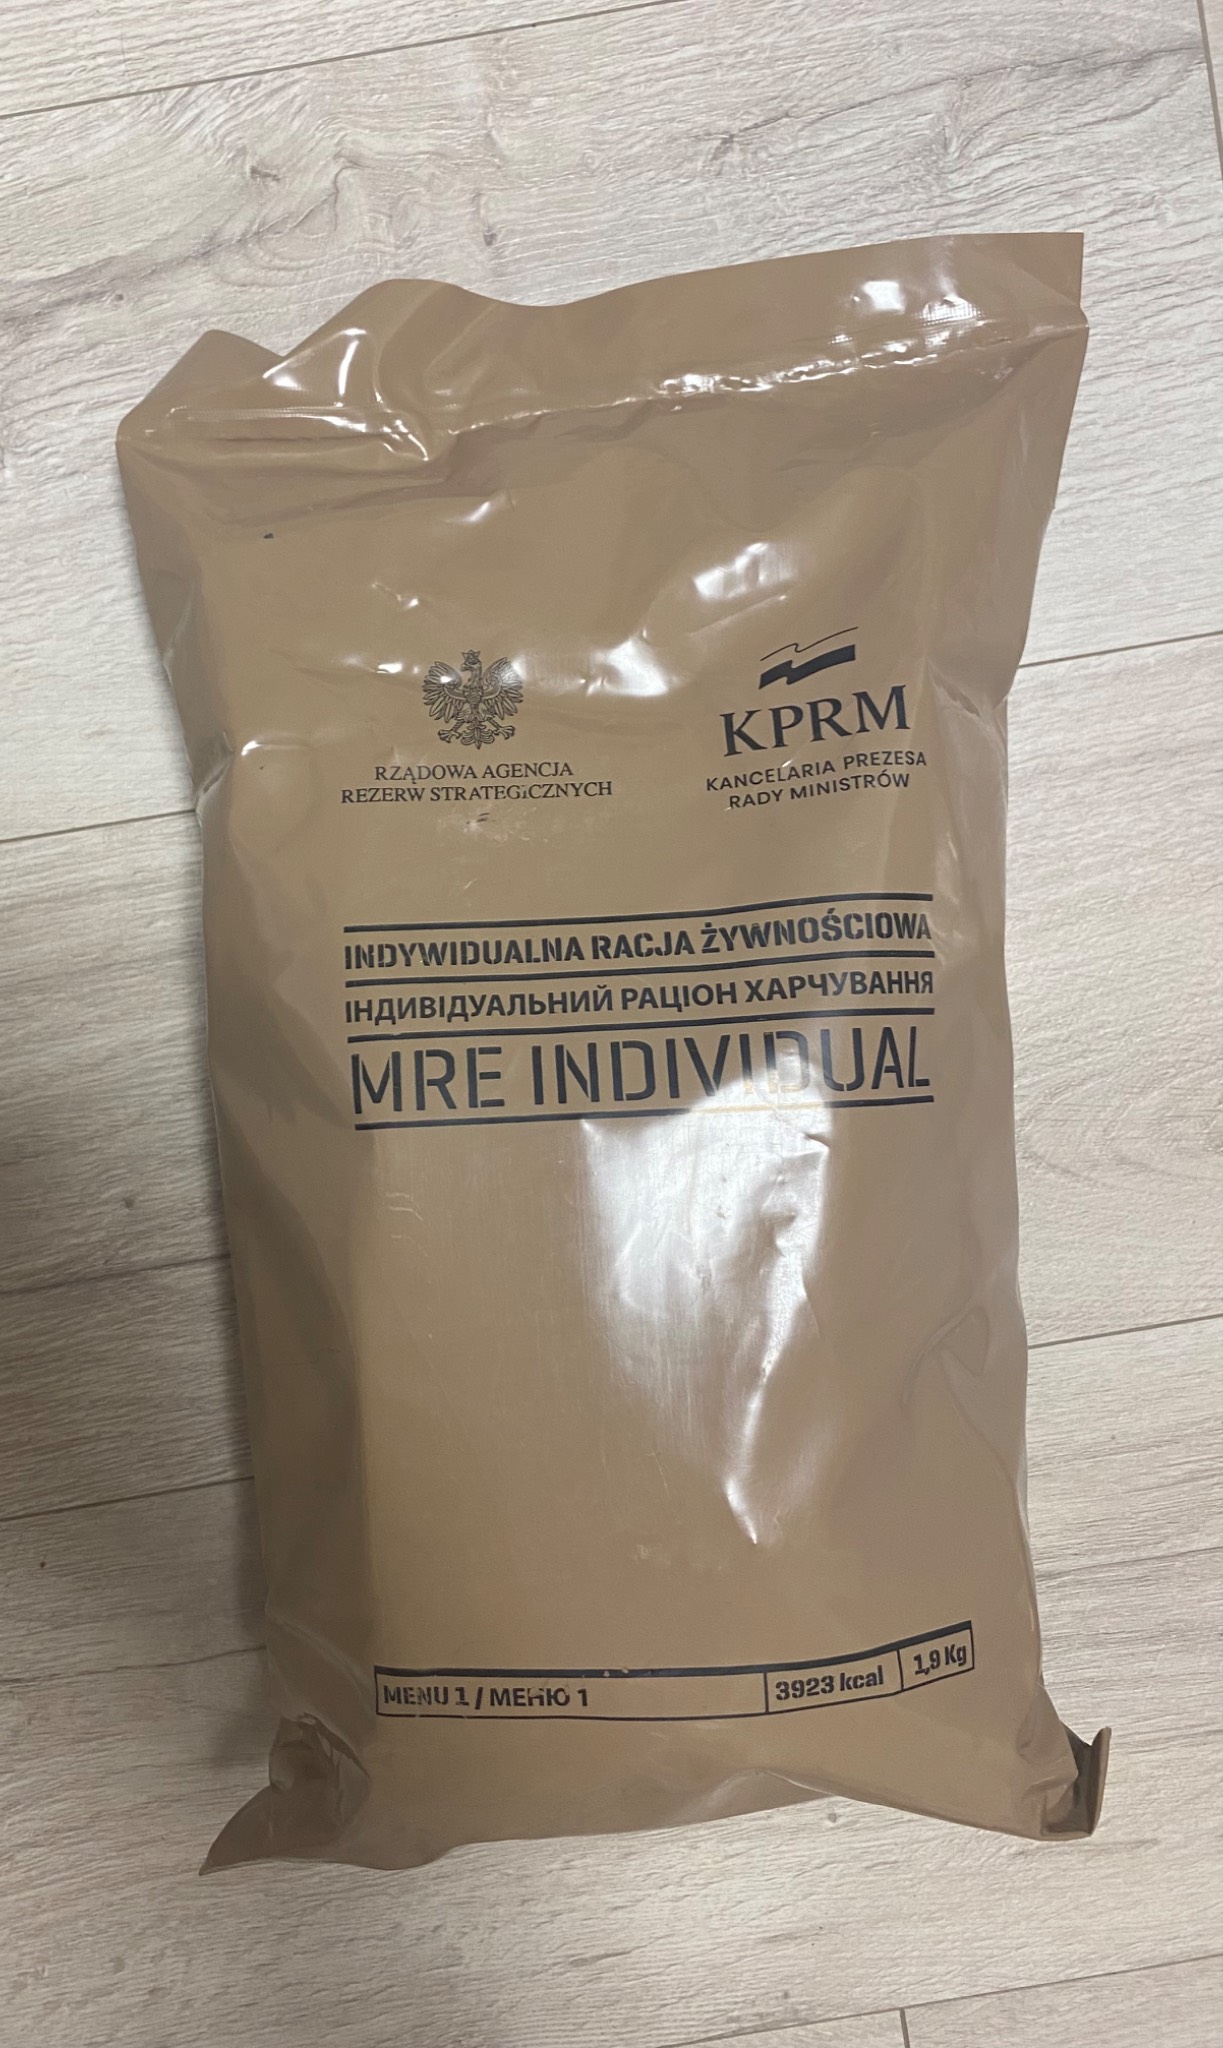 RZĄDOWA AGENCJA
REZERW STRATEGICZNYCH
KPRM
KANCELARIA PREZESA
RADY MINISTRÓW
INDYWIDUALNA RACJA ŻYWNOŚCIOWA
ІНДИВІДУАЛЬНИЙ РАЦІОН ХАРЧУВАННЯ
MRE INDIVIDUAL
MENU 1 / МЕНЮ 1
3923 kcal
1,9 Kg